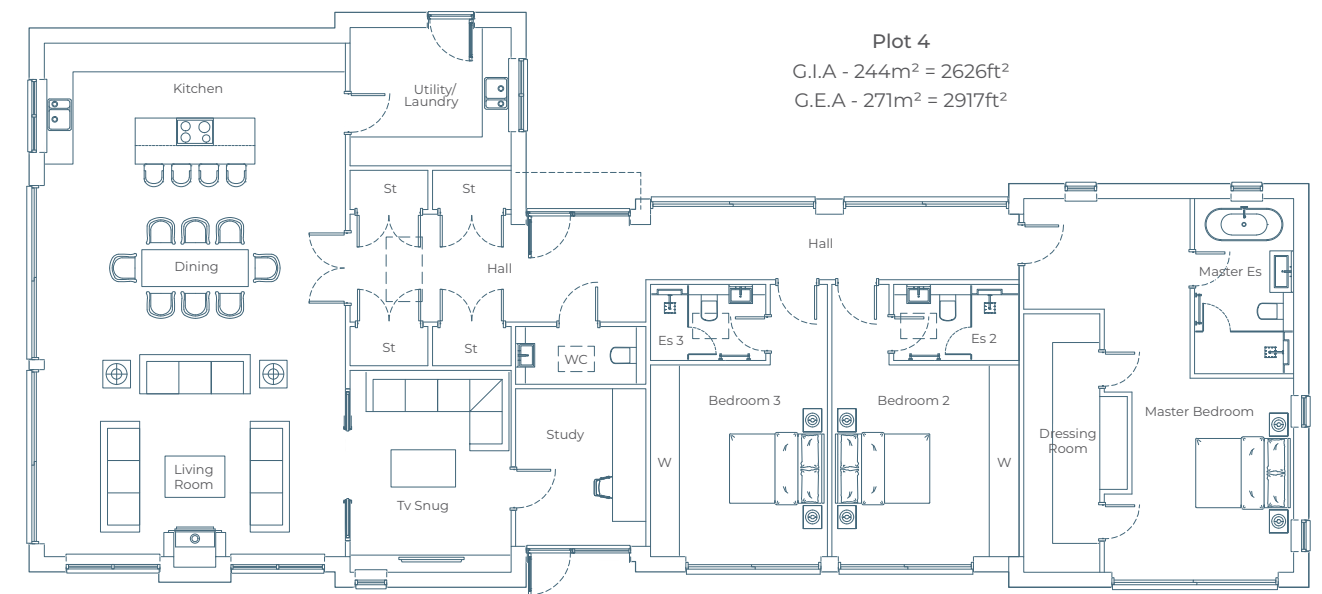 Plot 4
G.I.A - 244m² = 2626ft²
G.E.A - 271m² = 2917ft²
Kitchen
Utility/
Laundry
St
St
Dining
Hall
Hall
Master Es
St
St
WC
Es 3
Es 2
Bedroom 3
Bedroom 2
Master Bedroom
Study
Dressing
Room
Living
Room
W
W
Tv Snug